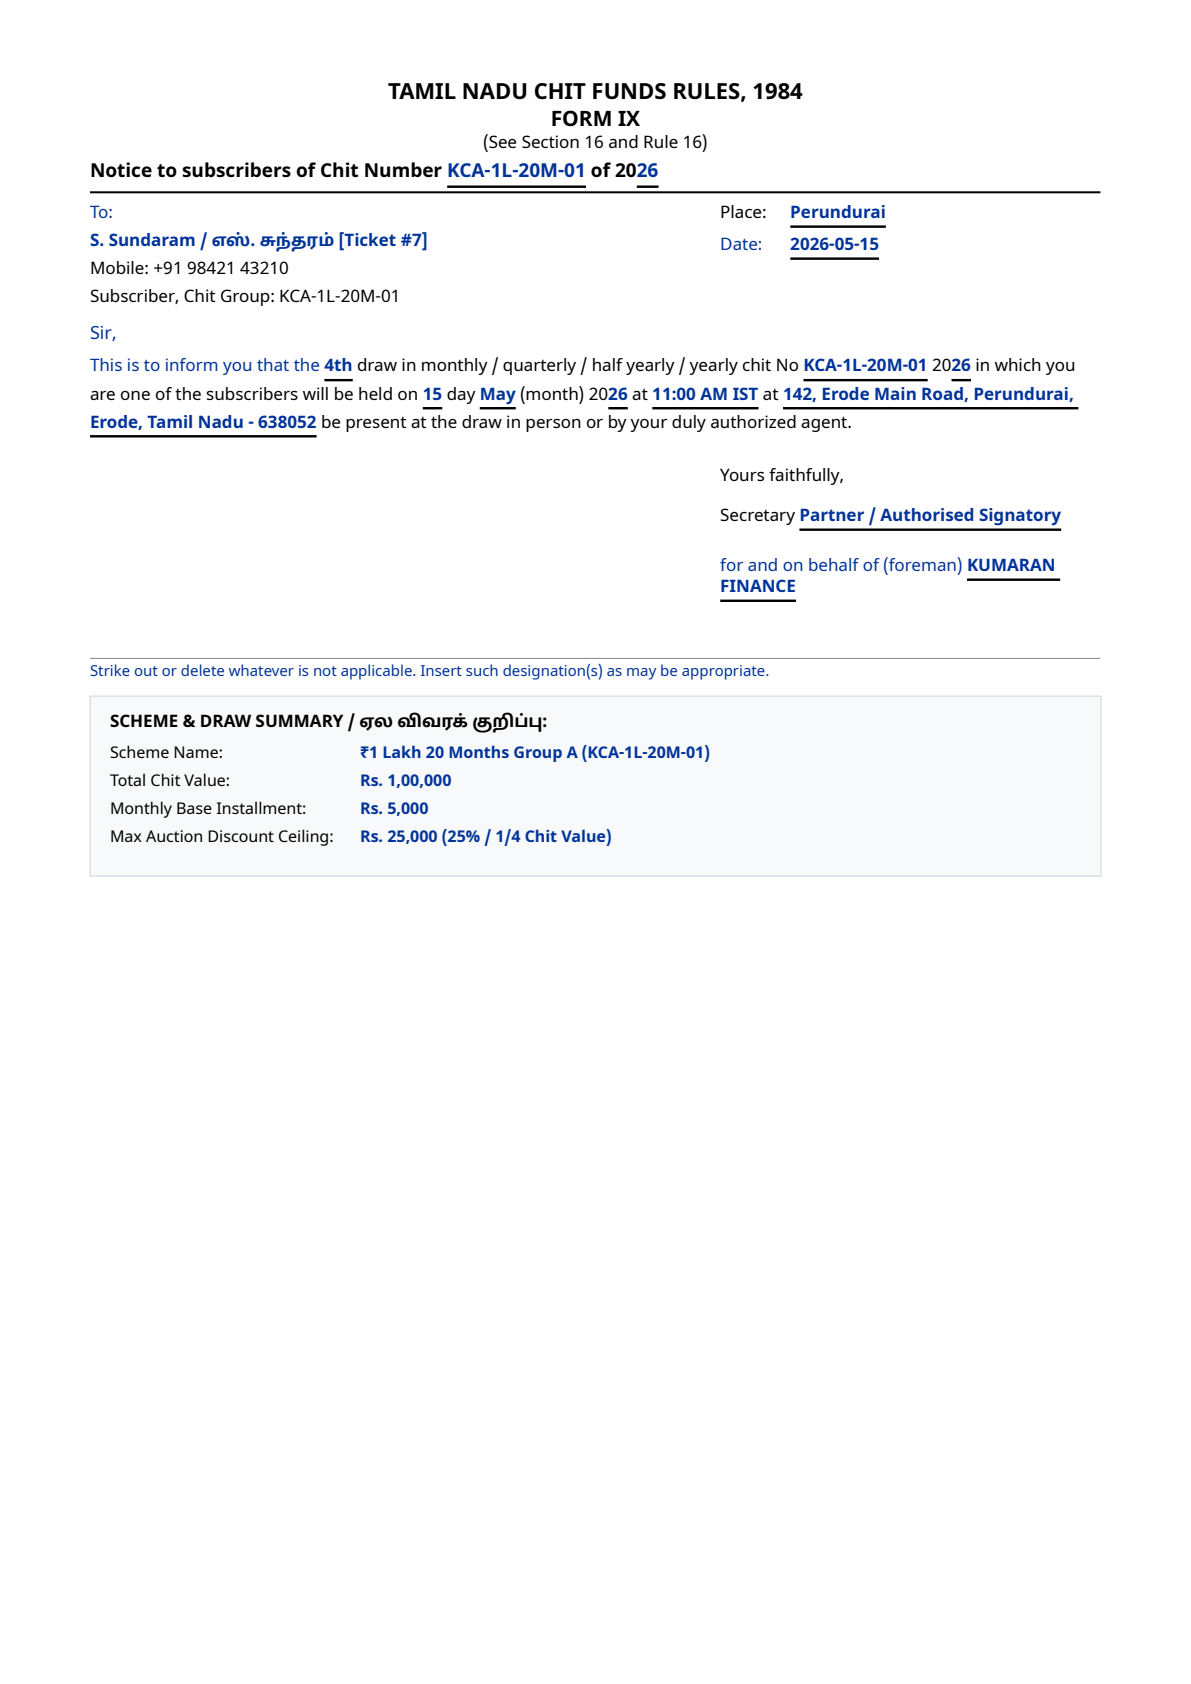 TAMIL NADU CHIT FUNDS RULES, 1984
FORM IX
(See Section 16 and Rule 16)
Notice to subscribers of Chit Number KCA-1L-20M-01 of 2026
To:
S. Sundaram / எஸ். சுந்தரம் [Ticket #7]
Mobile: +91 98421 43210
Subscriber, Chit Group: KCA-1L-20M-01
Place: Perundurai
Date: 2026-05-15
Sir,
This is to inform you that the 4th draw in monthly / quarterly / half yearly / yearly chit No KCA-1L-20M-01 2026 in which you
are one of the subscribers will be held on 15 day May (month) 2026 at 11:00 AM IST at 142, Erode Main Road, Perundurai,
Erode, Tamil Nadu - 638052 be present at the draw in person or by your duly authorized agent.
Yours faithfully,
Secretary Partner / Authorised Signatory
for and on behalf of (foreman) KUMARAN
FINANCE
Strike out or delete whatever is not applicable. Insert such designation(s) as may be appropriate.
SCHEME & DRAW SUMMARY / ஏல விவரக் குறிப்பு:
Scheme Name: ₹1 Lakh 20 Months Group A (KCA-1L-20M-01)
Total Chit Value: Rs. 1,00,000
Monthly Base Installment: Rs. 5,000
Max Auction Discount Ceiling: Rs. 25,000 (25% / 1/4 Chit Value)